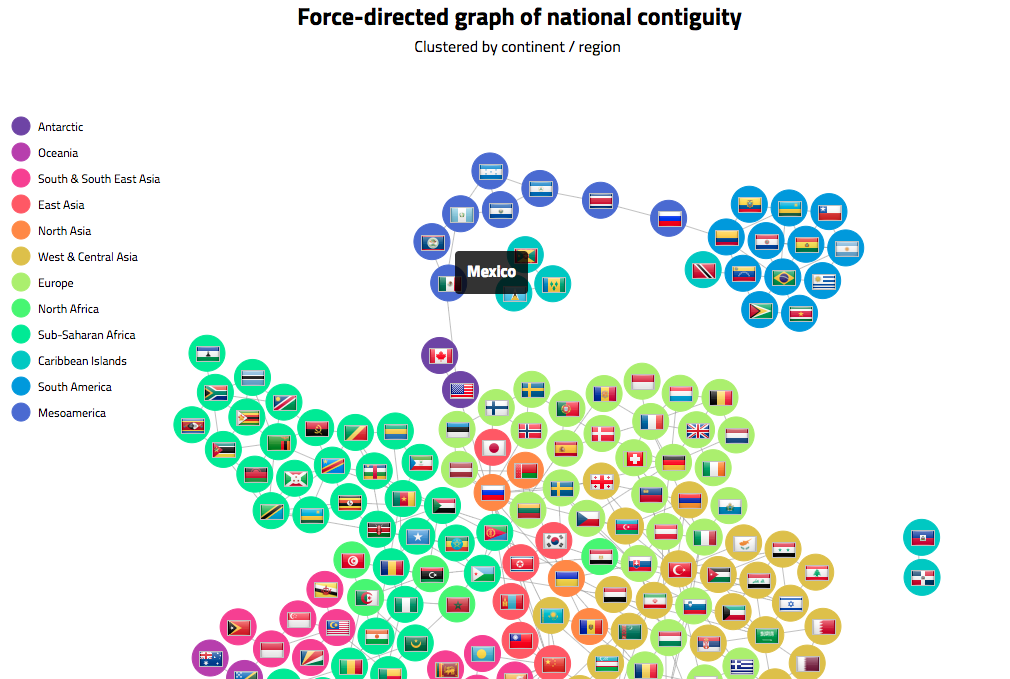 Force-directed graph of national contiguity
Clustered by continent / region
Antarctic
Oceania
South & South East Asia
East Asia
North Asia
West & Central Asia
Europe
North Africa
Sub-Saharan Africa
Caribbean Islands
South America
Mesoamerica
Mexico